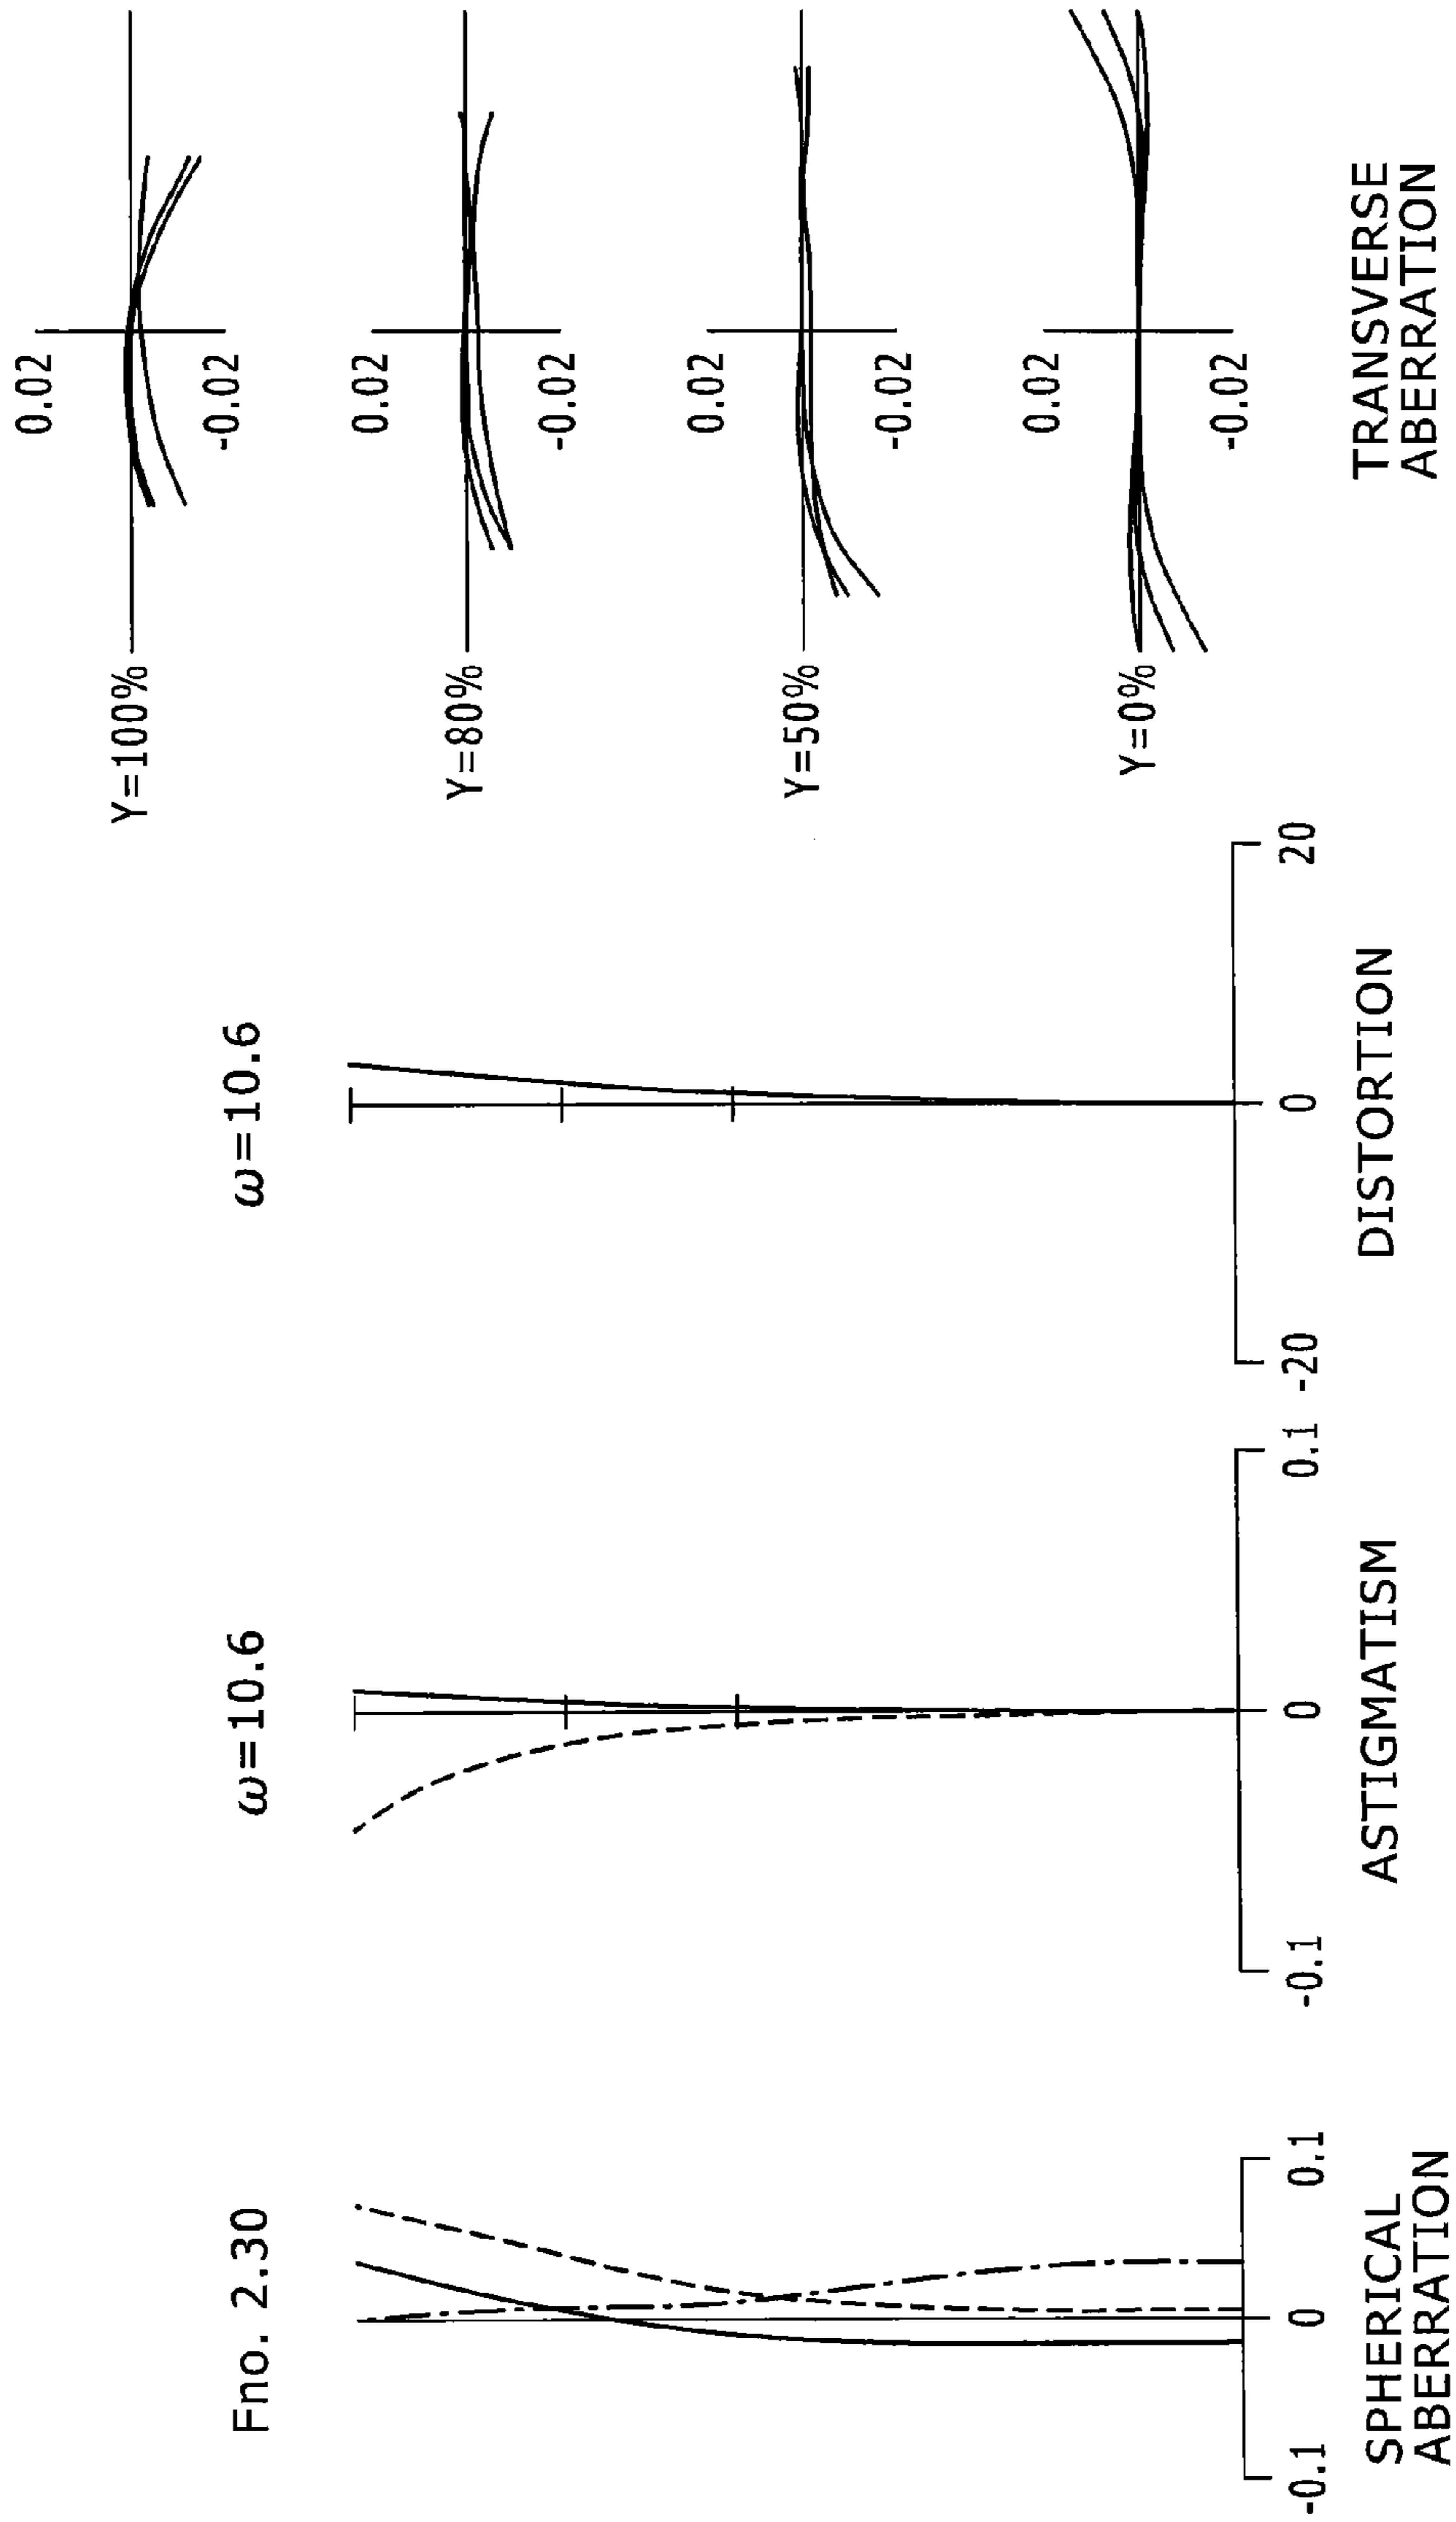 Fno. 2.30
-0.1
0
0.1
SPHERICAL
ABERRATION
ω=10.6
-0.1
0
0.1
ASTIGMATISM
ω=10.6
-20
0
20
DISTORTION
Y=100%
0.02
-0.02
Y=80%
0.02
-0.02
Y=50%
0.02
-0.02
Y=0%
0.02
-0.02
TRANSVERSE
ABERRATION